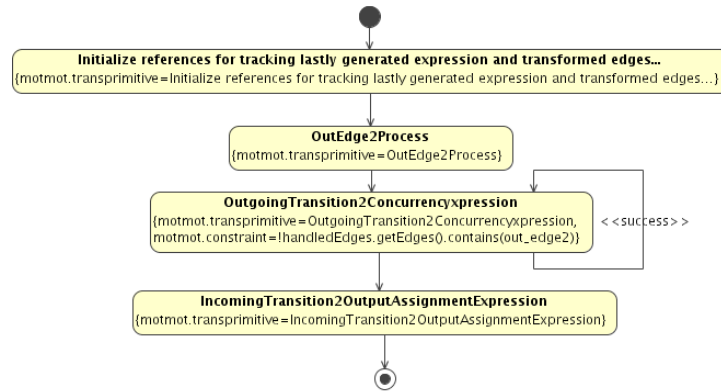 Initialize references for tracking lastly generated expression and transformed edges...
{motmot.transprimitive=Initialize references for tracking lastly generated expression and transformed edges...}
OutEdge2Process
{motmot.transprimitive=OutEdge2Process}
OutgoingTransition2Concurrencyxpression
{motmot.transprimitive=OutgoingTransition2Concurrencyxpression,
motmot.constraint=!handledEdges.getEdges().contains(out_edge2)}
<<success>>
IncomingTransition2OutputAssignmentExpression
{motmot.transprimitive=IncomingTransition2OutputAssignmentExpression}